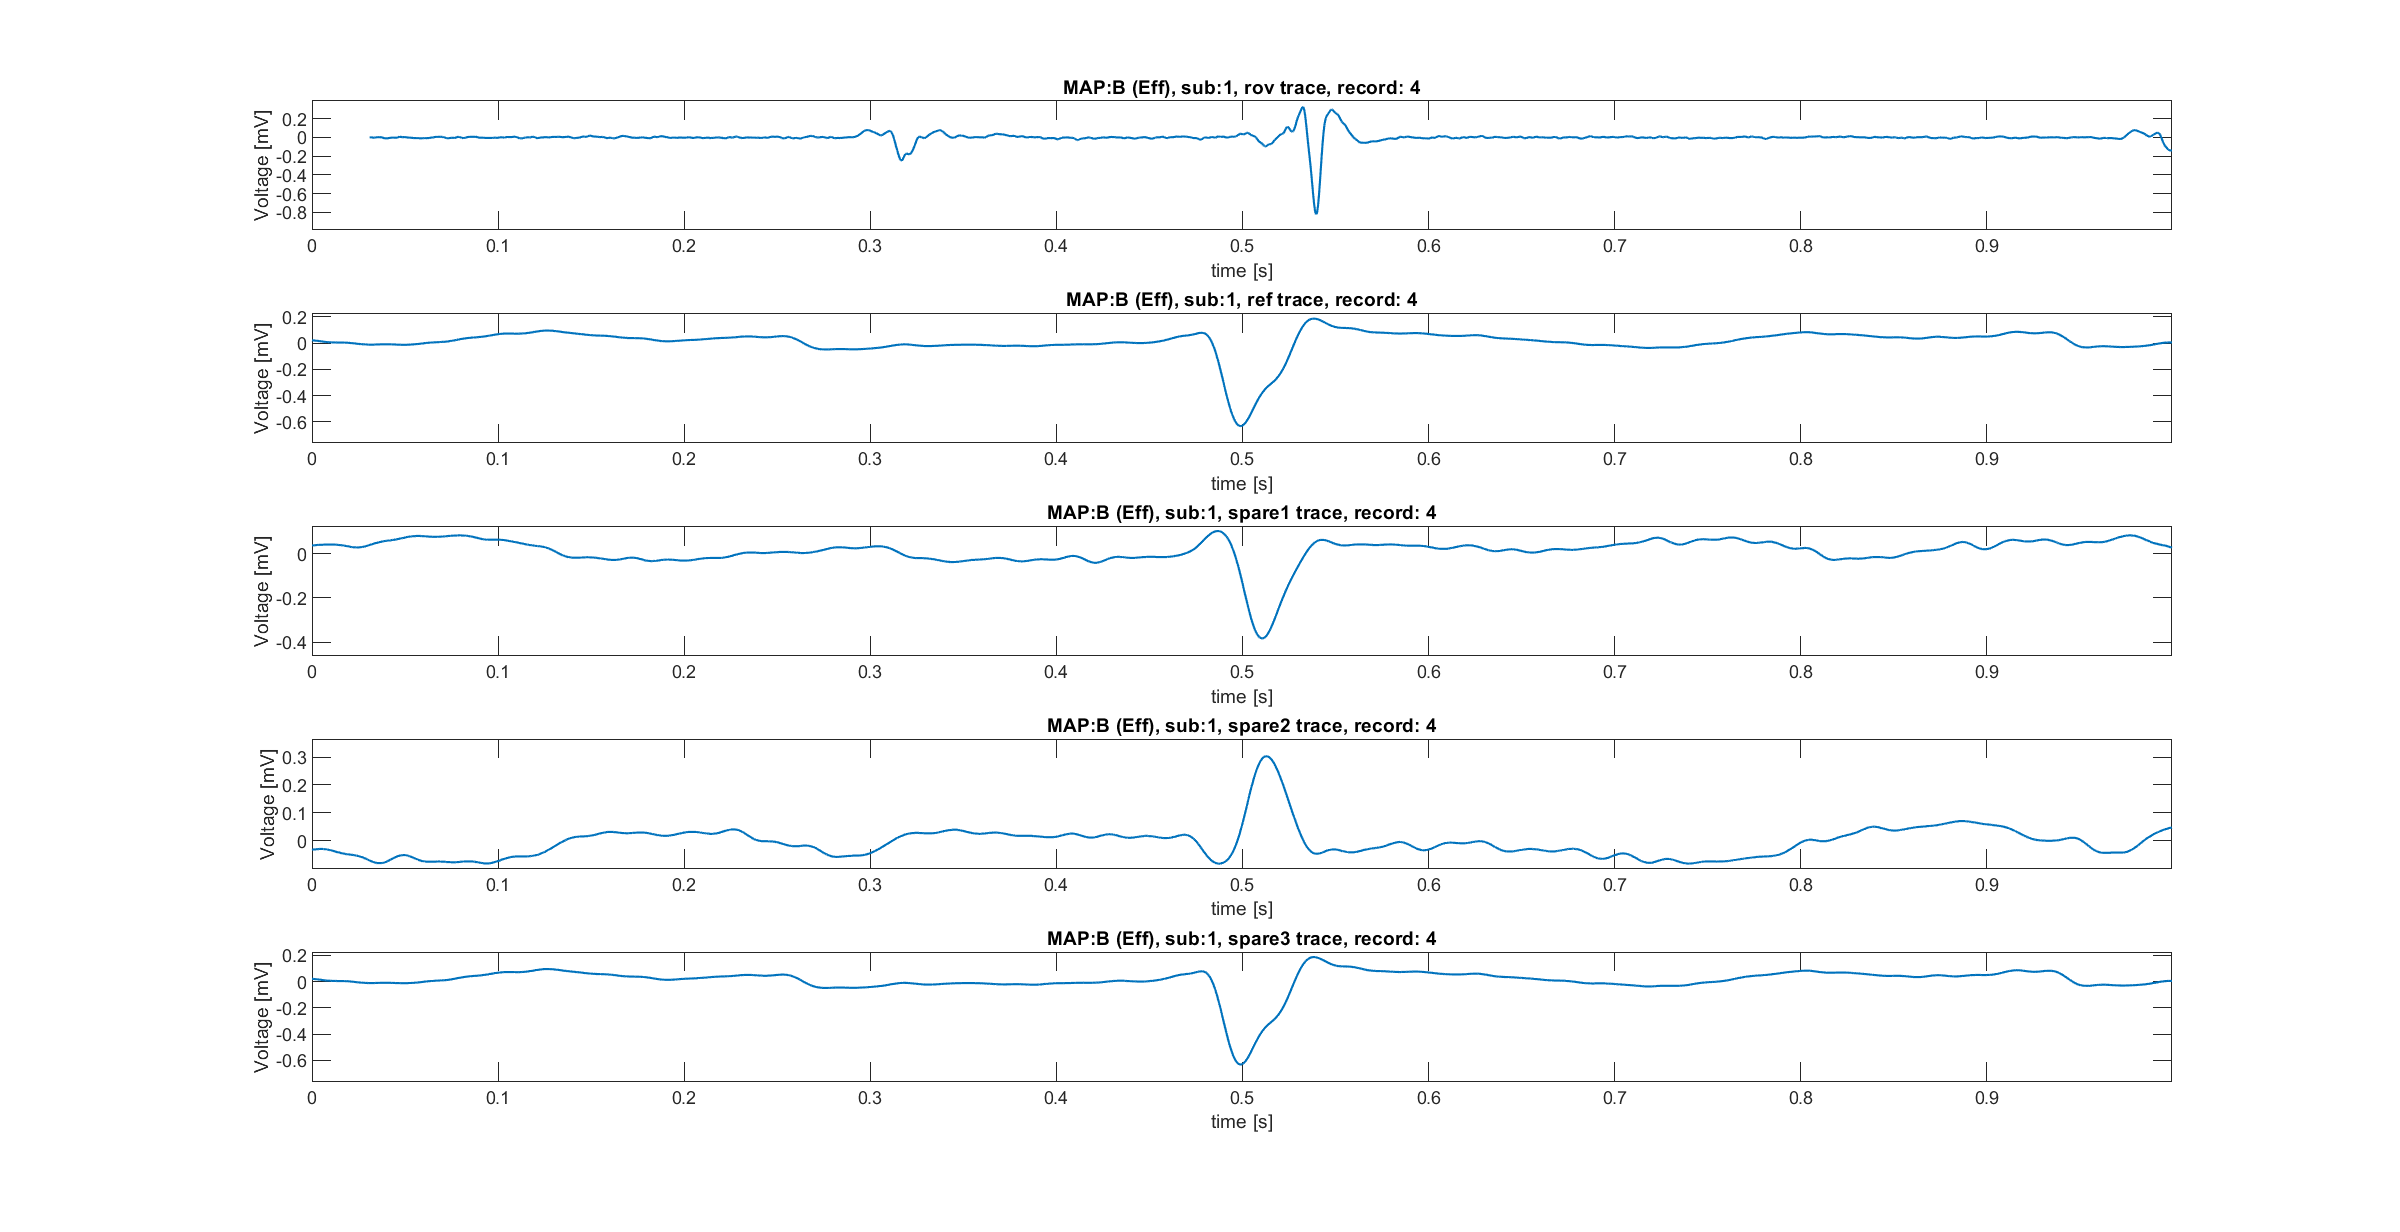 MAP:B (Eff), sub:1, rov trace, record: 4
Voltage [mV]
0.2
0
-0.2
-0.4
-0.6
-0.8
0 0.1 0.2 0.3 0.4 0.5 0.6 0.7 0.8 0.9
time [s]
MAP:B (Eff), sub:1, ref trace, record: 4
Voltage [mV]
0.2
0
-0.2
-0.4
-0.6
0 0.1 0.2 0.3 0.4 0.5 0.6 0.7 0.8 0.9
time [s]
MAP:B (Eff), sub:1, spare1 trace, record: 4
Voltage [mV]
0
-0.2
-0.4
0 0.1 0.2 0.3 0.4 0.5 0.6 0.7 0.8 0.9
time [s]
MAP:B (Eff), sub:1, spare2 trace, record: 4
Voltage [mV]
0.3
0.2
0.1
0
0 0.1 0.2 0.3 0.4 0.5 0.6 0.7 0.8 0.9
time [s]
MAP:B (Eff), sub:1, spare3 trace, record: 4
Voltage [mV]
0.2
0
-0.2
-0.4
-0.6
0 0.1 0.2 0.3 0.4 0.5 0.6 0.7 0.8 0.9
time [s]